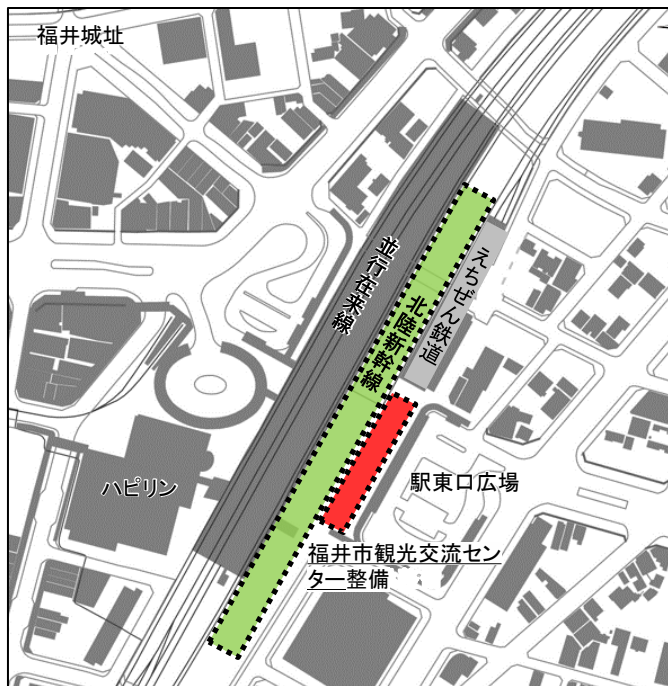 福井城址
並行在来線
えちぜん鉄道
北陸新幹線
ハピリン
駅東口広場
福井市観光交流セン
ター整備